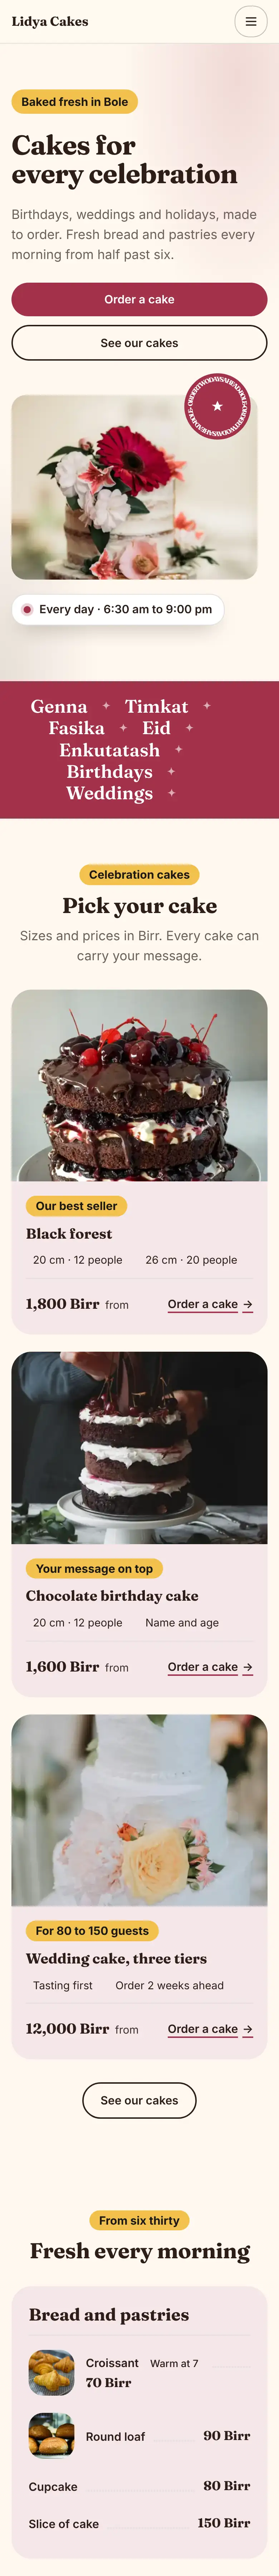 Lidya Cakes
Baked fresh in Bole
Cakes for
every celebration
Birthdays, weddings and holidays, made
to order. Fresh bread and pastries every
morning from half past six.
Order a cake
See our cakes
Every day · 6:30 am to 9:00 pm
Genna ✦ Timkat ✦
Fasika ✦ Eid ✦
Enkutatash ✦
Birthdays ✦
Weddings ✦
Celebration cakes
Pick your cake
Sizes and prices in Birr. Every cake can
carry your message.
Our best seller
Black forest
20 cm · 12 people 26 cm · 20 people
1,800 Birr from Order a cake →
Your message on top
Chocolate birthday cake
20 cm · 12 people Name and age
1,600 Birr from Order a cake →
For 80 to 150 guests
Wedding cake, three tiers
Tasting first Order 2 weeks ahead
12,000 Birr from Order a cake →
See our cakes
From six thirty
Fresh every morning
Bread and pastries
Croissant Warm at 7
70 Birr
Round loaf 90 Birr
Cupcake 80 Birr
Slice of cake 150 Birr